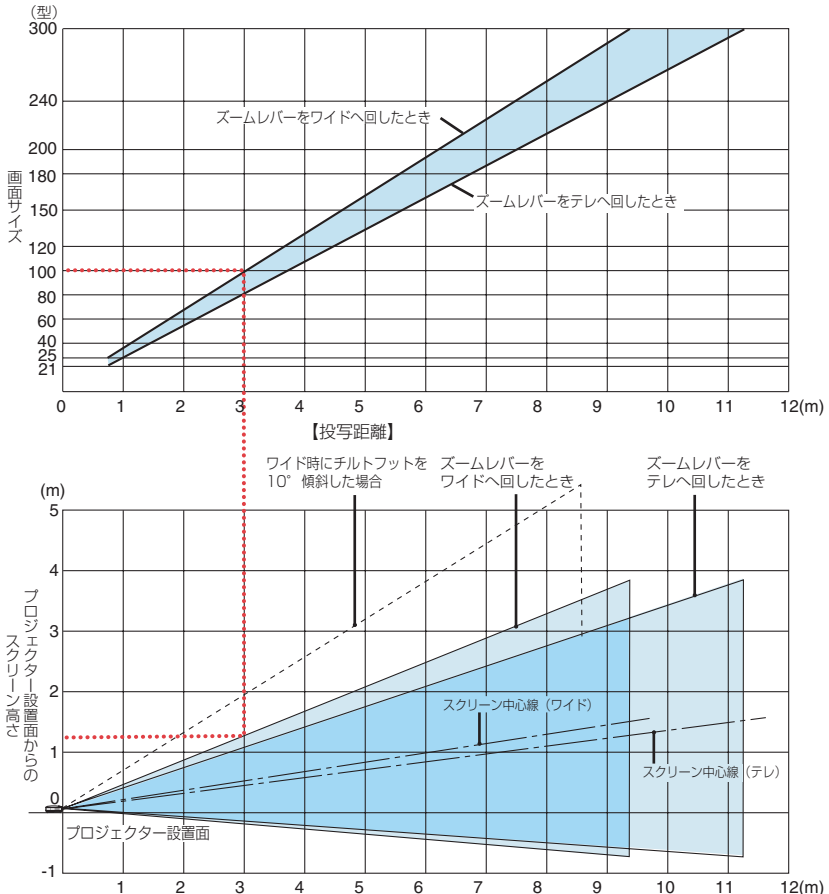 (型)
300
240
200
180
150
120
100
80
60
40
25
21
画面サイズ
ズームレバーをワイドへ回したとき
ズームレバーをテレへ回したとき
0 1 2 3 4 5 6 7 8 9 10 11 12(m)
【投写距離】
ワイド時にチルトフットを
10°傾斜した場合
ズームレバーを
ワイドへ回したとき
ズームレバーを
テレへ回したとき
(m)
5
4
3
2
1
0
-1
プロジェクター設置面からの
スクリーン高さ
スクリーン中心線（ワイド）
スクリーン中心線（テレ）
プロジェクター設置面
1 2 3 4 5 6 7 8 9 10 11 12(m)